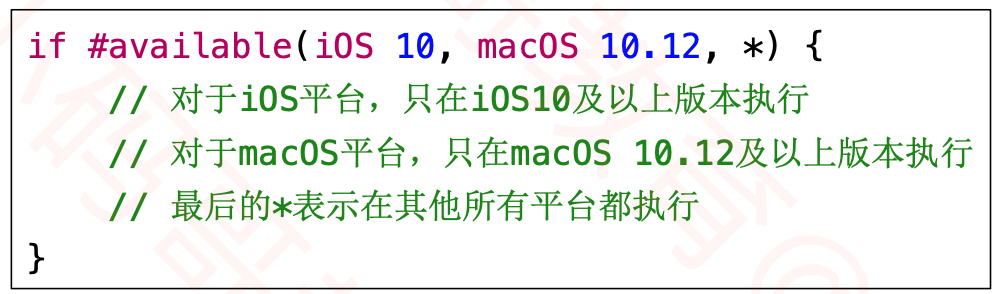 if #available(iOS 10, macOS 10.12, *) {
    // 对于iOS平台，只在iOS10及以上版本执行
    // 对于macOS平台，只在macOS 10.12及以上版本执行
    // 最后的*表示在其他所有平台都执行
}